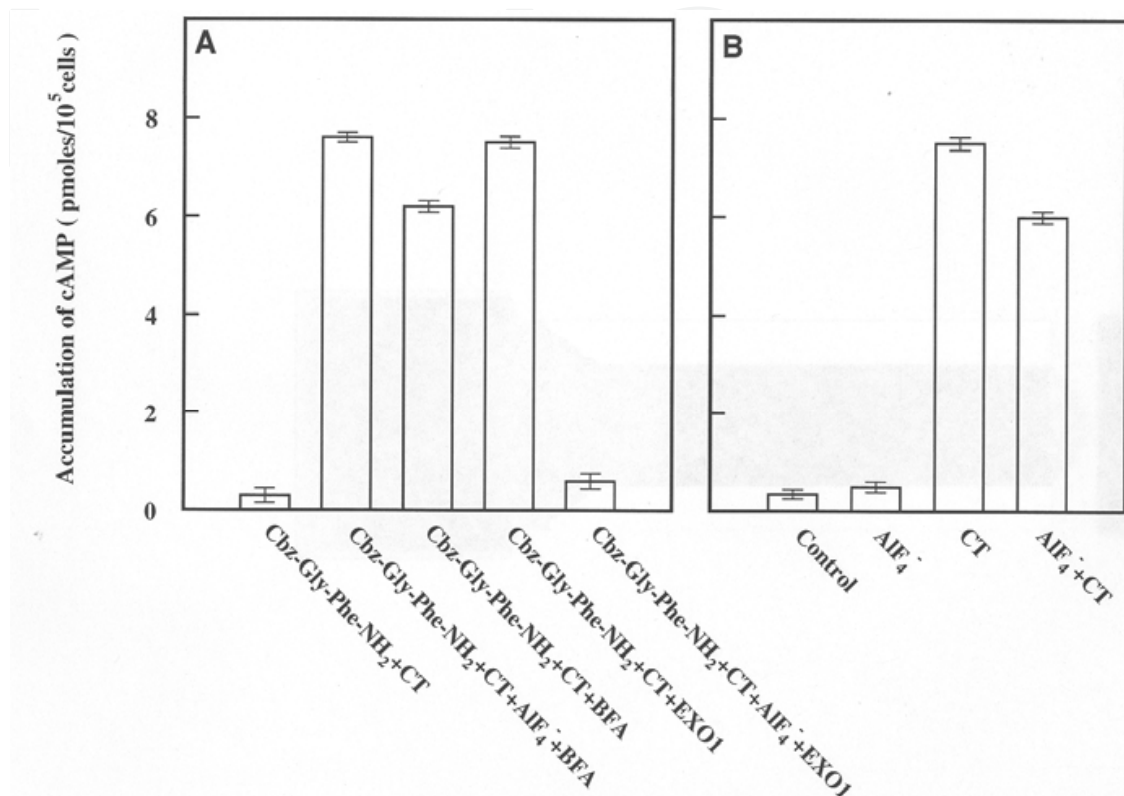 A
B
Accumulation of cAMP ( pmoles/10⁵ cells )
8
6
4
2
0
Cbz-Gly-Phe-NH₂+CT
Cbz-Gly-Phe-NH₂+CT+AlF₄⁻+BFA
Cbz-Gly-Phe-NH₂+CT+BFA
Cbz-Gly-Phe-NH₂+CT+EXO1
Cbz-Gly-Phe-NH₂+CT+AlF₄⁻+EXO1
Control
AlF₄⁻
CT
AlF₄⁻+CT